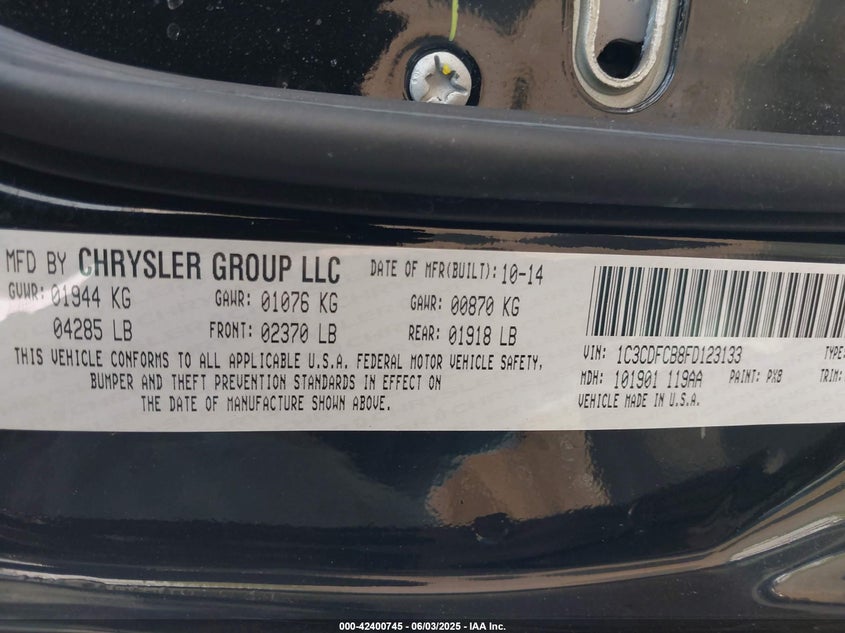 MFD BY CHRYSLER GROUP LLC DATE OF MFR(BUILT): 10-14
GVWR: 01944 KG GAWR: 01076 KG GAWR: 00870 KG
04285 LB FRONT: 02370 LB REAR: 01918 LB
THIS VEHICLE CONFORMS TO ALL APPLICABLE U.S.A. FEDERAL MOTOR VEHICLE SAFETY,
BUMPER AND THEFT PREVENTION STANDARDS IN EFFECT ON
THE DATE OF MANUFACTURE SHOWN ABOVE.
VIN: 1C3CDFCB8FD123133 TYPE:
MDH: 101901 119AA PAINT: PX8 TRIM:
VEHICLE MADE IN U.S.A.
000-42400745 - 06/03/2025 - IAA Inc.